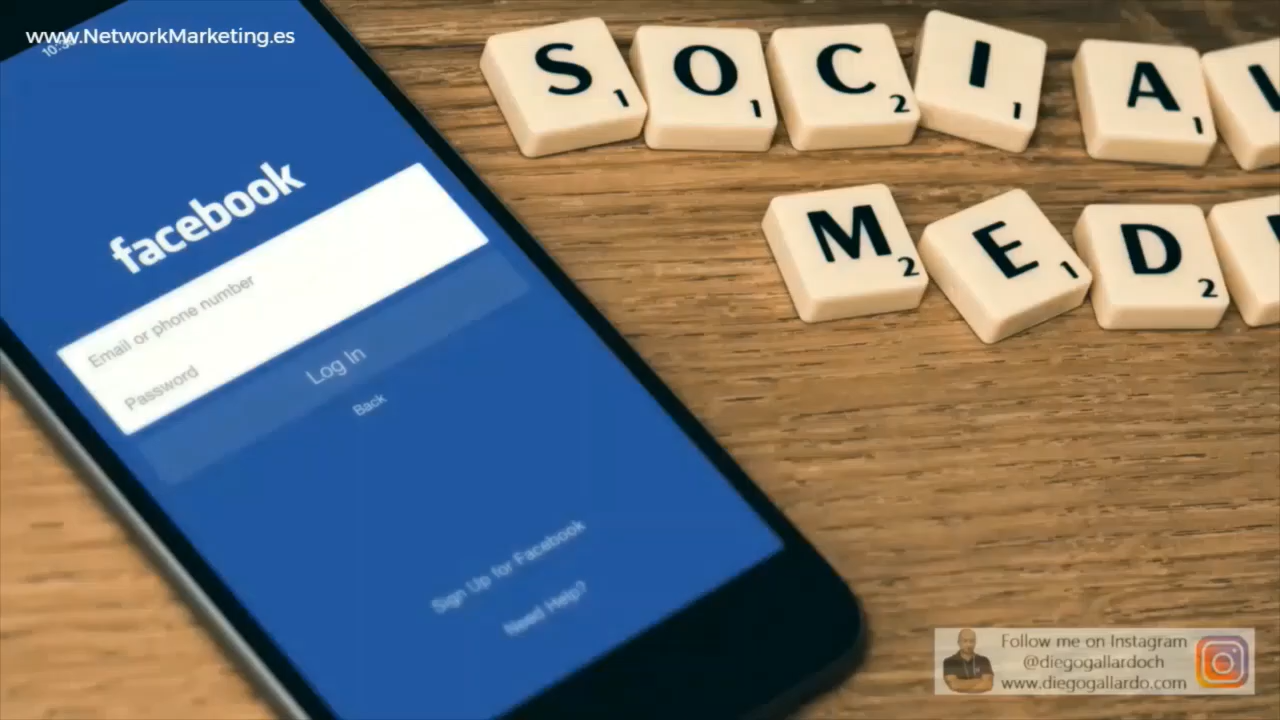 www.NetworkMarketing.es
SOCIAL
MED
facebook
Email or phone number
Password
Log In
Back
Sign Up for Facebook
Need Help?
Follow me on Instagram
@diegogallardoch
www.diegogallardo.com